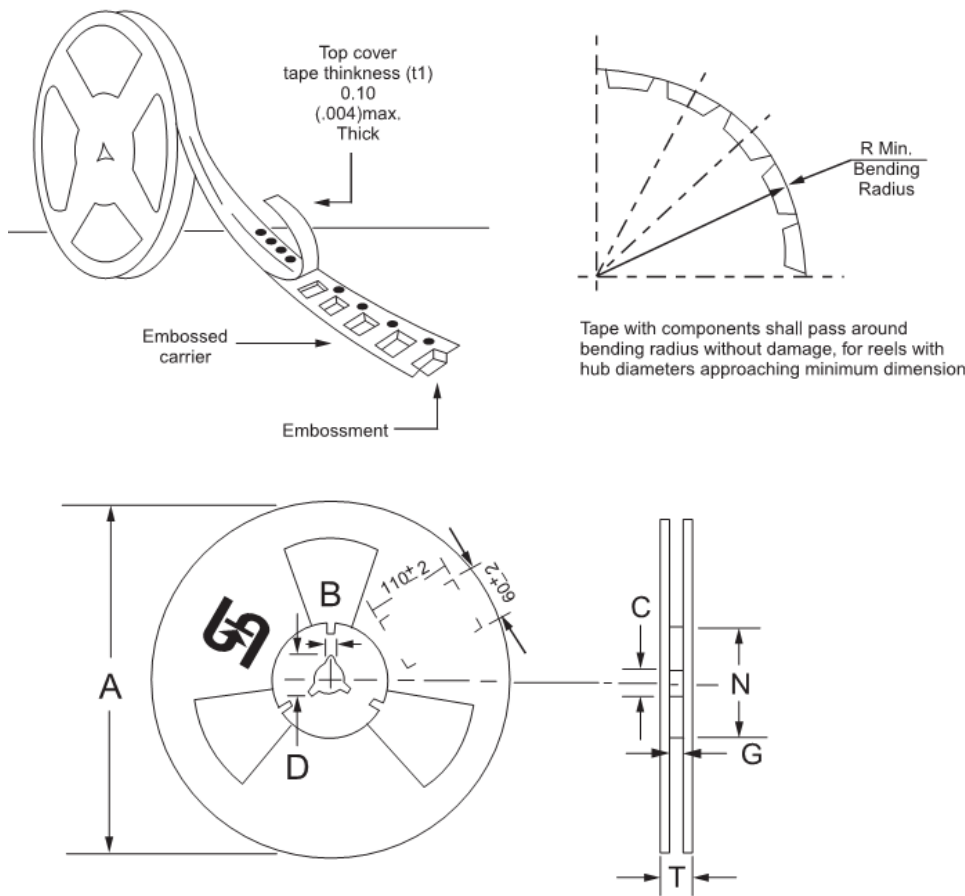 Top cover
tape thinkness (t1)
0.10
(.004)max.
Thick
R Min.
Bending
Radius
Embossed
carrier
Embossment
Tape with components shall pass around
bending radius without damage, for reels with
hub diameters approaching minimum dimension
A
B
110±2
60±2
D
C
N
G
T